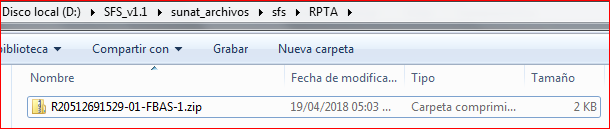 Disco local (D:) ▸ SFS_v1.1 ▸ sunat_archivos ▸ sfs ▸ RPTA ▸
biblioteca ▾ Compartir con ▾ Grabar Nueva carpeta
Nombre Fecha de modifica... Tipo Tamaño
R20512691529-01-FBAS-1.zip 19/04/2018 05:03 ... Carpeta comprimi... 2 KB